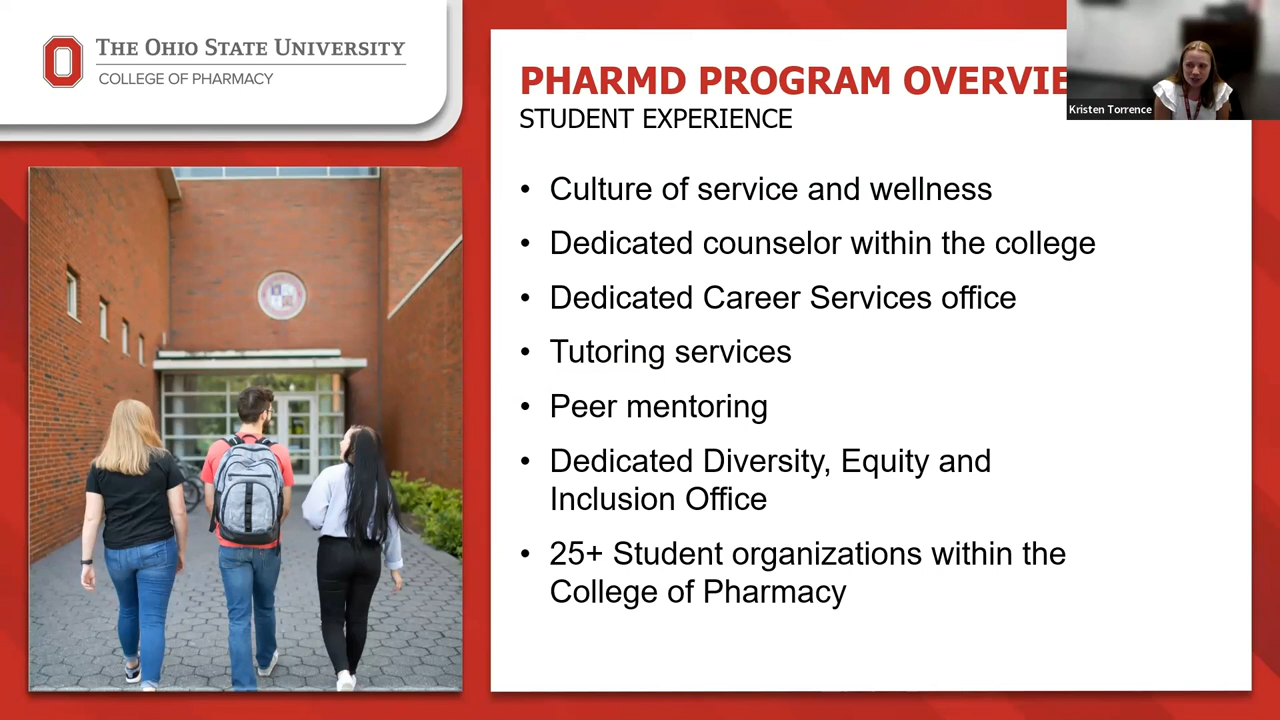 THE OHIO STATE UNIVERSITY
COLLEGE OF PHARMACY
PHARMD PROGRAM
STUDENT EXPERIENCE
Kristen Torrence
• Culture of service and wellness
• Dedicated counselor within the college
• Dedicated Career Services office
• Tutoring services
• Peer mentoring
• Dedicated Diversity, Equity and
Inclusion Office
• 25+ Student organizations within the
College of Pharmacy